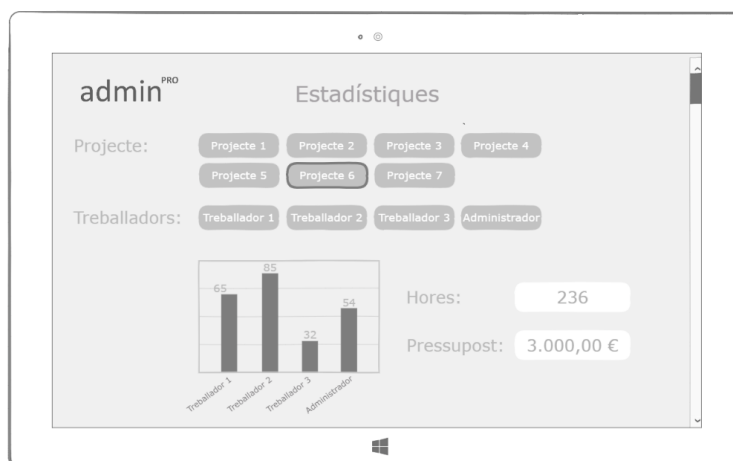 adminPRO
Estadístiques
Projecte: Projecte 1 Projecte 2 Projecte 3 Projecte 4
Projecte 5 Projecte 6 Projecte 7
Treballadors: Treballador 1 Treballador 2 Treballador 3 Administrador
85
65
54
32
Treballador 1 Treballador 2 Treballador 3 Administrador
Hores: 236
Pressupost: 3.000,00 €